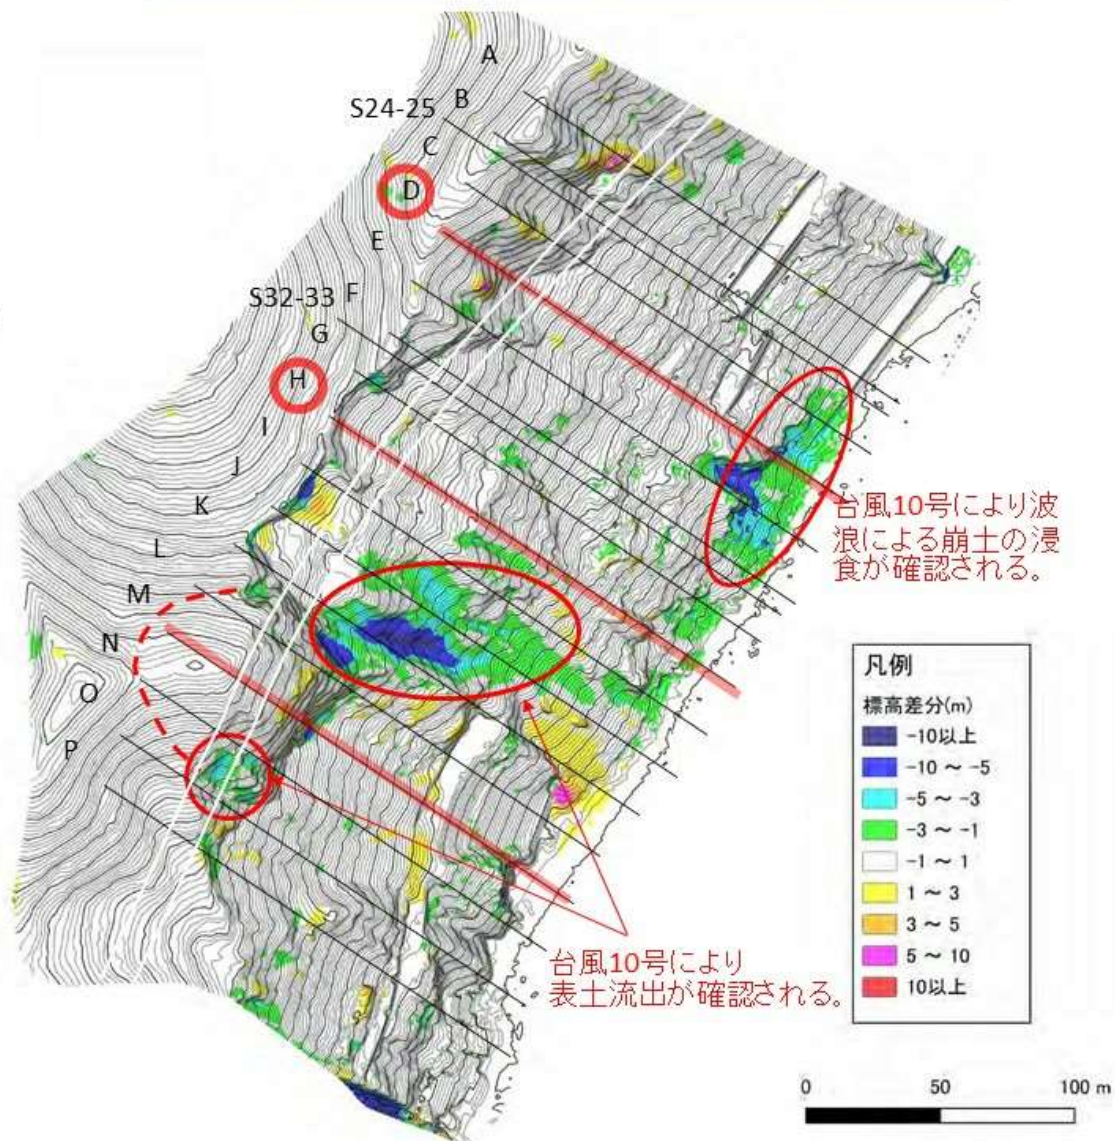 A
B
S24-25
C
D
E
S32-33
F
G
H
I
J
K
L
M
N
O
P
台風10号により波
浪による崩土の浸
食が確認される。
凡例
標高差分(m)
-10以上
-10 ～ -5
-5 ～ -3
-3 ～ -1
-1 ～ 1
1 ～ 3
3 ～ 5
5 ～ 10
10以上
台風10号により
表土流出が確認される。
0 50 100 m